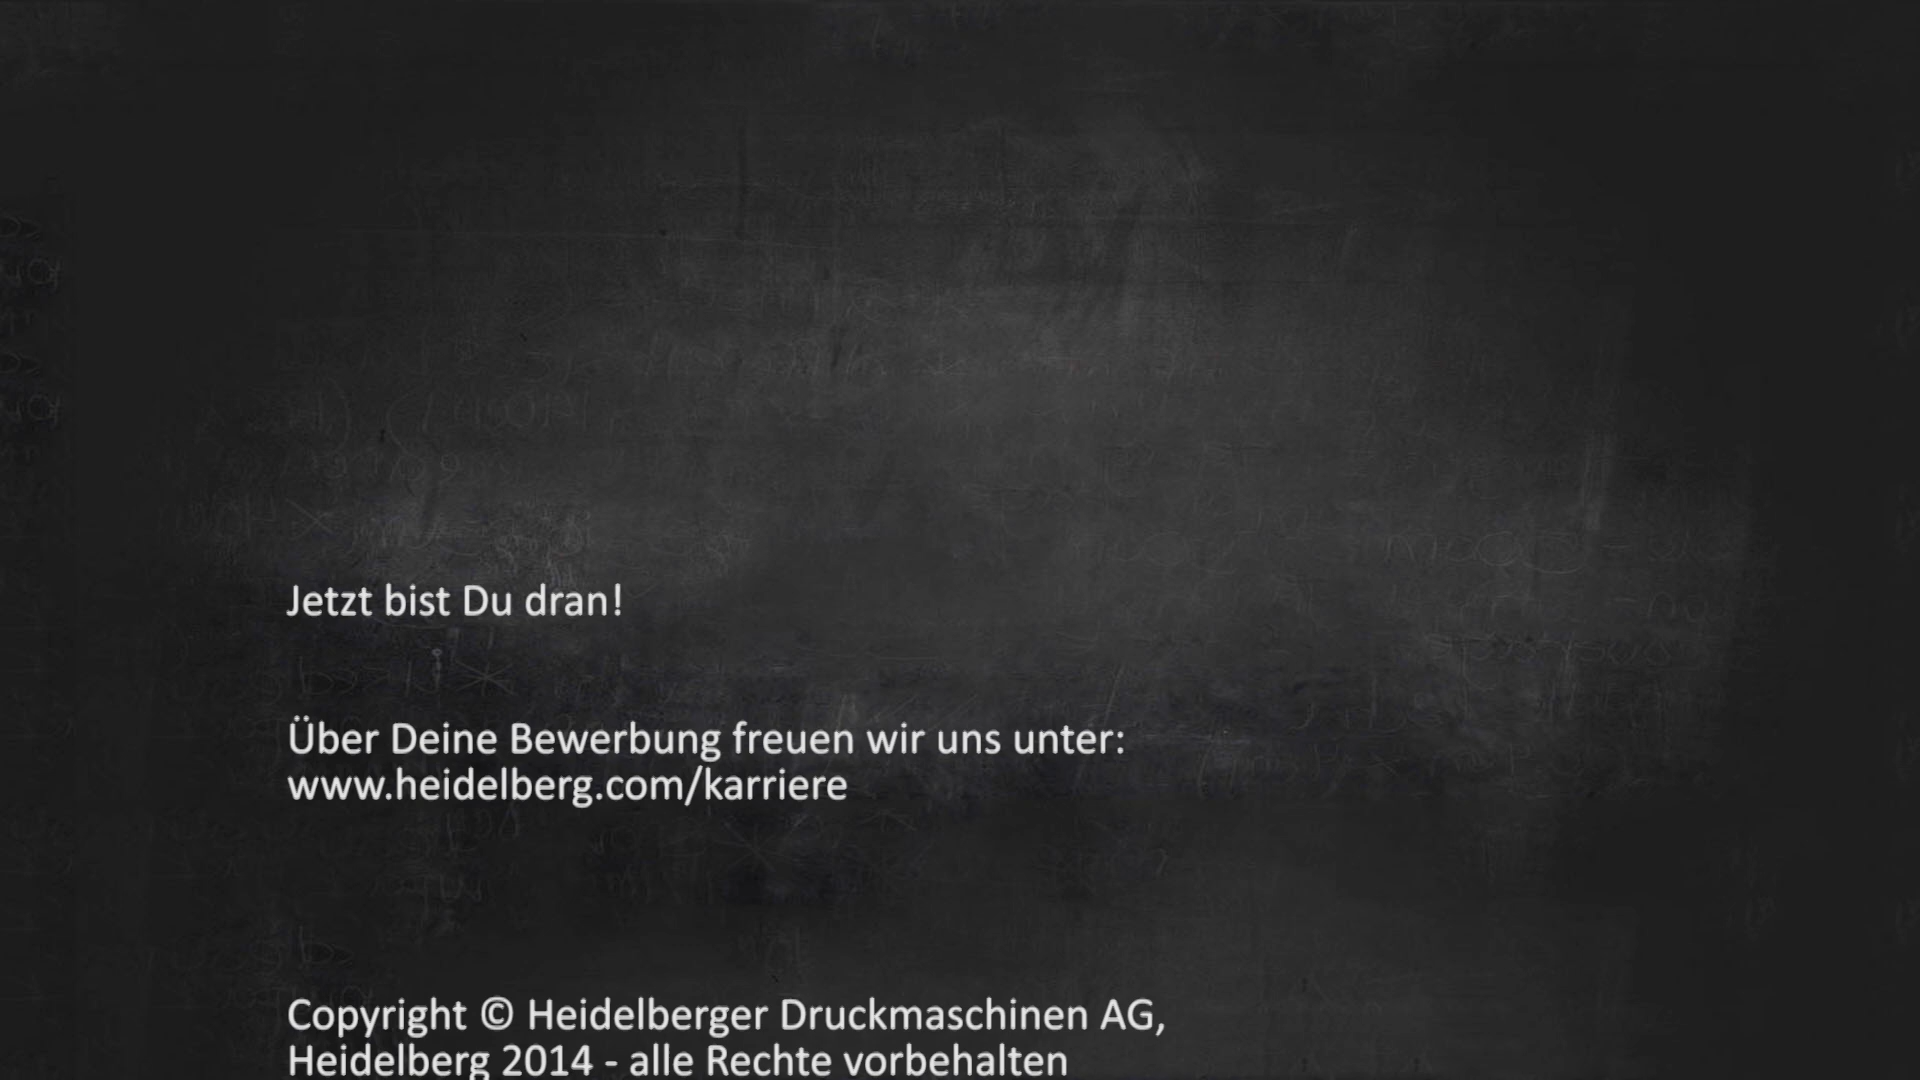 Jetzt bist Du dran!
Über Deine Bewerbung freuen wir uns unter:
www.heidelberg.com/karriere
Copyright © Heidelberger Druckmaschinen AG,
Heidelberg 2014 - alle Rechte vorbehalten